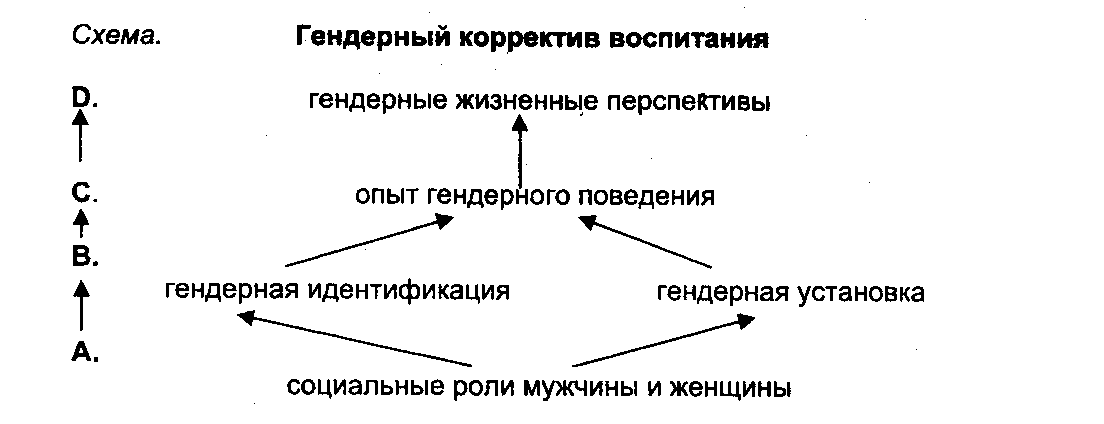 Схема. Гендерный корректив воспитания
D. гендерные жизненные перспективы
C. опыт гендерного поведения
B.
гендерная идентификация гендерная установка
A.
социальные роли мужчины и женщины